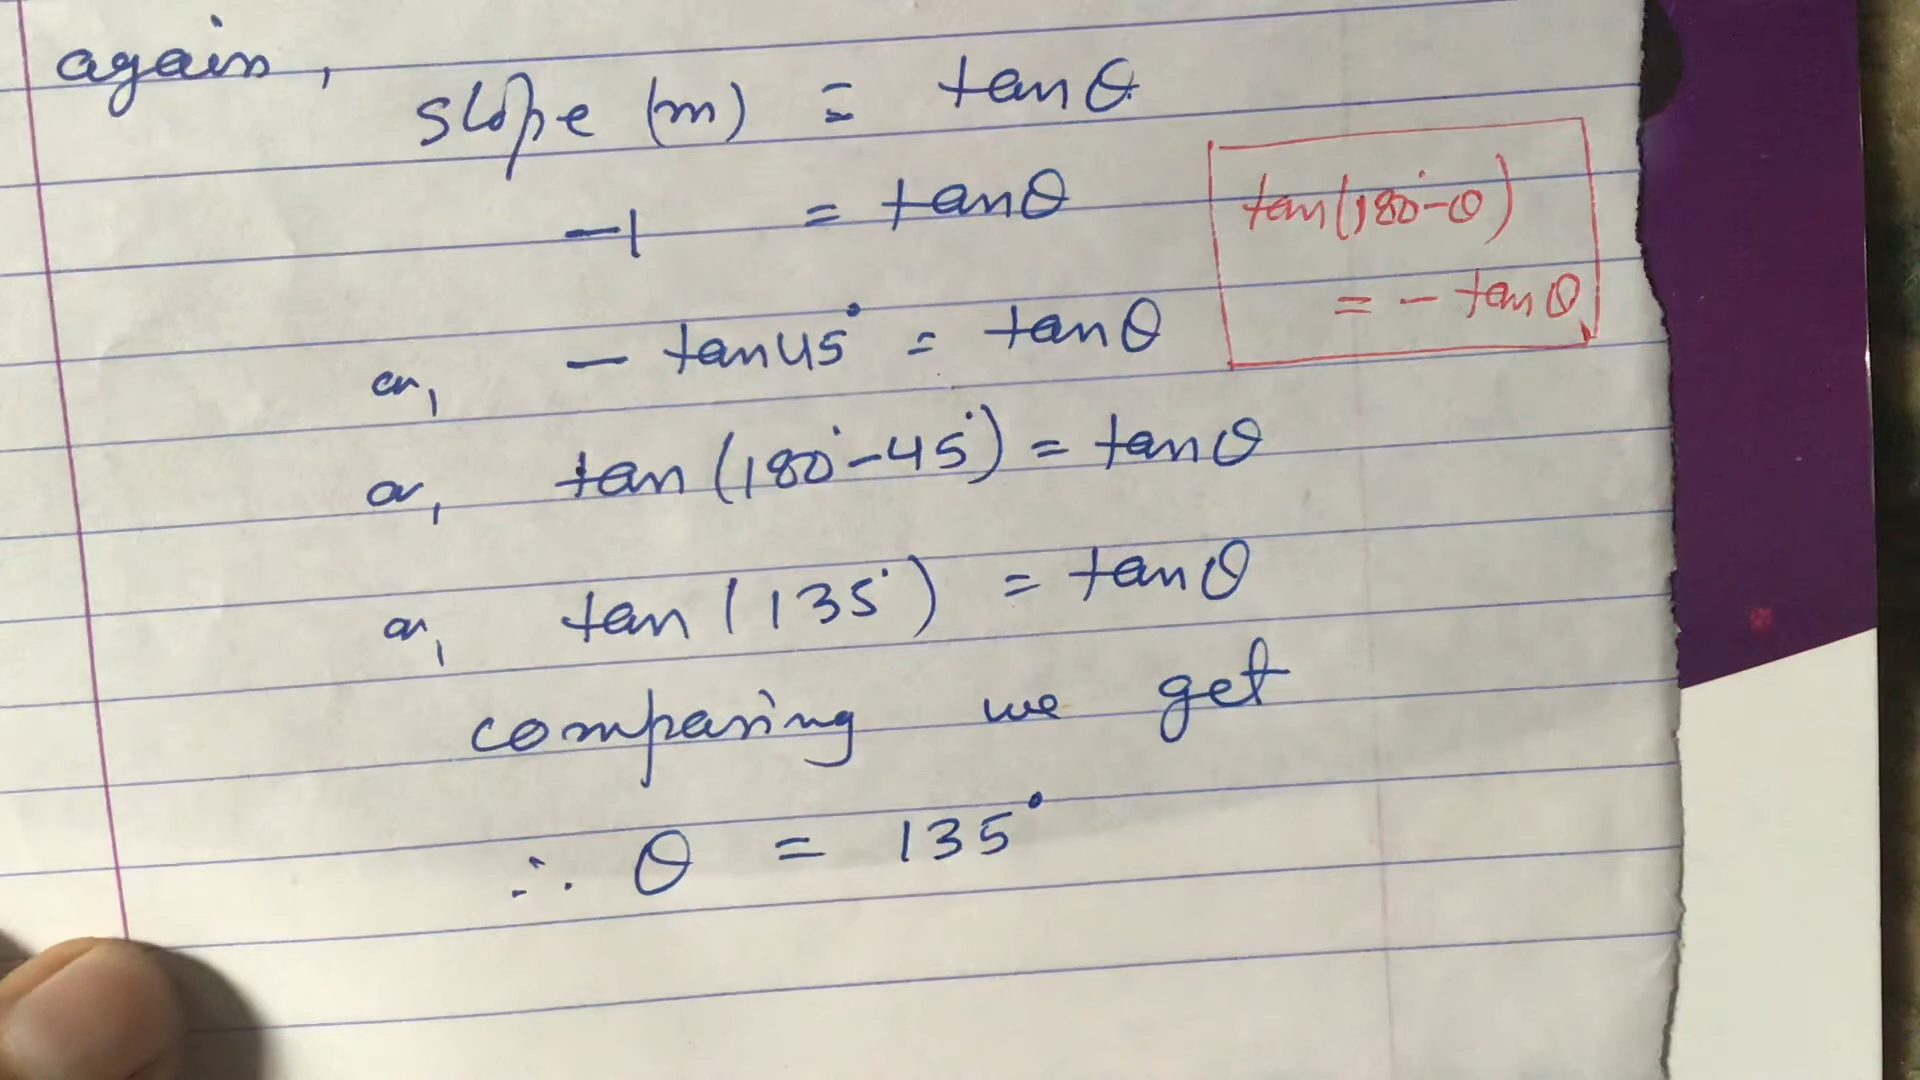 again,
slope (m) = tanθ
-1 = tanθ
or, - tan45° = tanθ
or, tan(180°-45°) = tanθ
or, tan(135°) = tanθ
comparing we get
∴ θ = 135°
tan(180°-θ)
= - tanθ